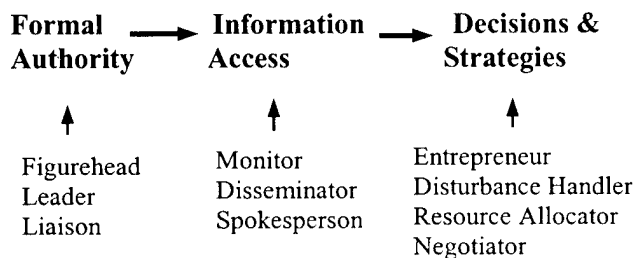 Formal
Authority
Information
Access
Decisions &
Strategies
Figurehead
Leader
Liaison
Monitor
Disseminator
Spokesperson
Entrepreneur
Disturbance Handler
Resource Allocator
Negotiator